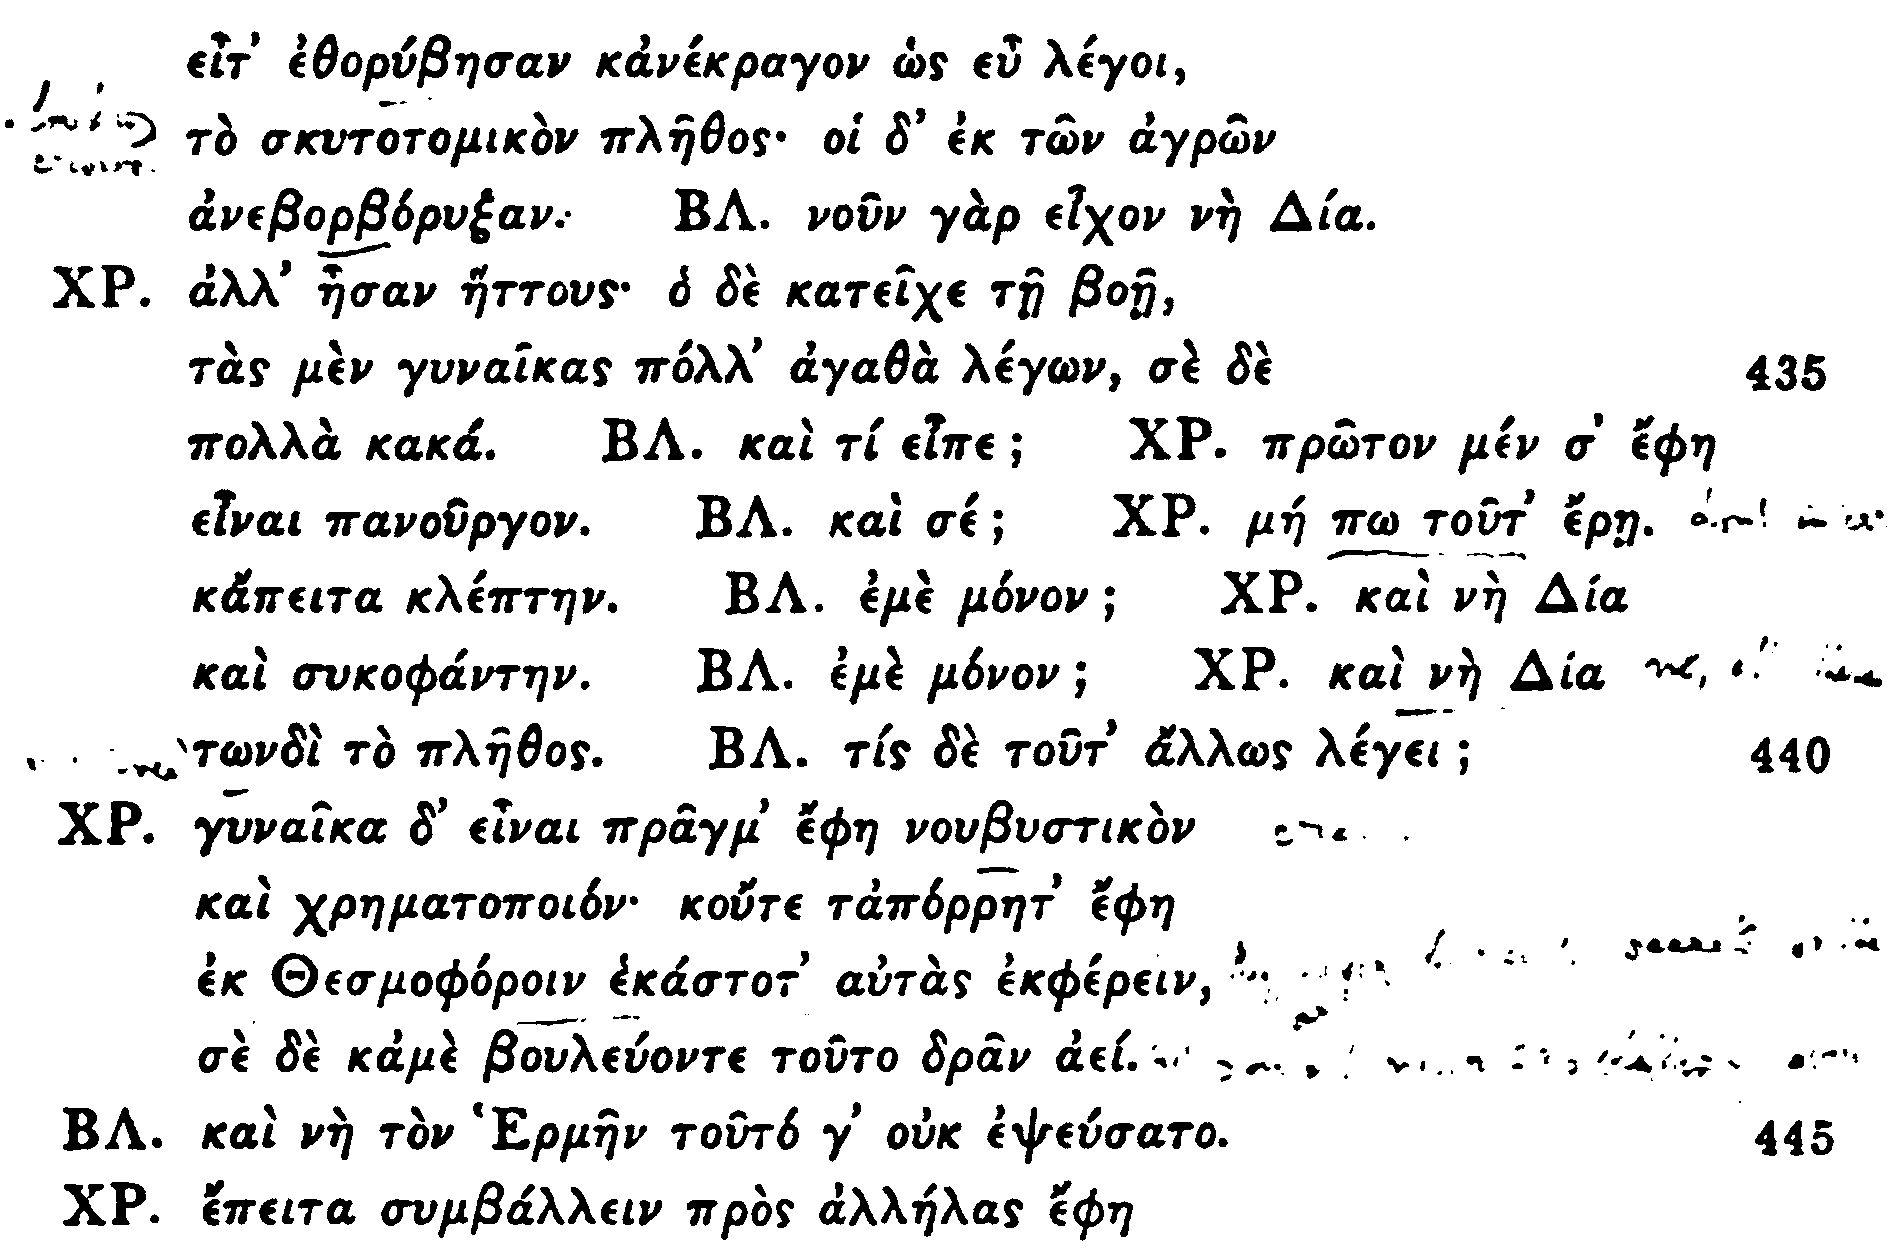 εἶτ’ ἐθορύβησαν κἀνέκραγον ὡς εὖ λέγοι,
τὸ σκυτοτομικὸν πλῆθος· οἱ δ’ ἐκ τῶν ἀγρῶν
ἀνεβορβόρυξαν. ΒΛ. νοῦν γὰρ εἶχον νὴ Δία.
ΧΡ. ἀλλ’ ἦσαν ἥττους· ὁ δὲ κατεῖχε τῇ βοῇ,
τὰς μὲν γυναῖκας πόλλ’ ἀγαθὰ λέγων, σὲ δὲ 435
πολλὰ κακά. ΒΛ. καὶ τί εἶπε; ΧΡ. πρῶτον μέν σ’ ἔφη
εἶναι πανοῦργον. ΒΛ. καὶ σέ; ΧΡ. μή πω τοῦτ’ ἔρῃ.
κἄπειτα κλέπτην. ΒΛ. ἐμὲ μόνον; ΧΡ. καὶ νὴ Δία
καὶ συκοφάντην. ΒΛ. ἐμὲ μόνον; ΧΡ. καὶ νὴ Δία
τωνδὶ τὸ πλῆθος. ΒΛ. τίς δὲ τοῦτ’ ἄλλως λέγει; 440
ΧΡ. γυναῖκα δ’ εἶναι πρᾶγμ’ ἔφη νουβυστικὸν
καὶ χρηματοποιόν· κοὔτε τἀπόρρητ’ ἔφη
ἐκ Θεσμοφόροιν ἑκάστοτ’ αὐτὰς ἐκφέρειν,
σὲ δὲ κἀμὲ βουλεύοντε τοῦτο δρᾶν ἀεί.
ΒΛ. καὶ νὴ τὸν Ἑρμῆν τοῦτό γ’ οὐκ ἐψεύσατο. 445
ΧΡ. ἔπειτα συμβάλλειν πρὸς ἀλλήλας ἔφη